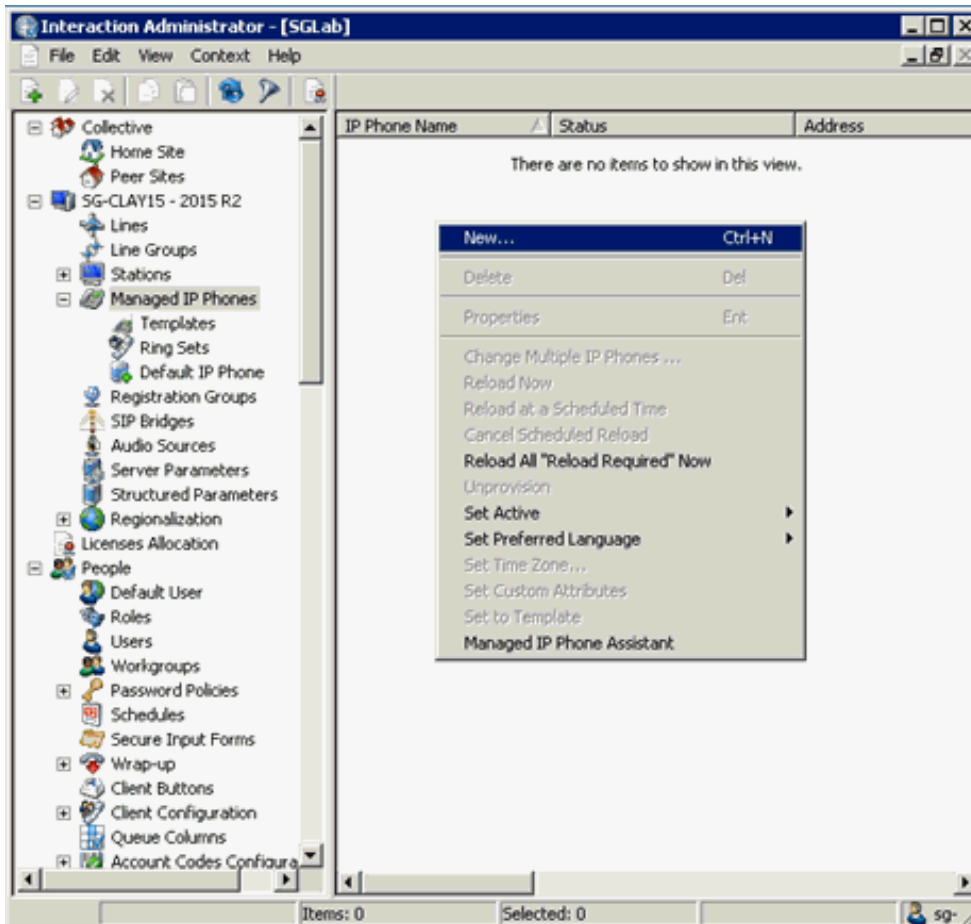 Interaction Administrator - [SGLab]
File Edit View Context Help
Collective
Home Site
Peer Sites
SG-CLAY15 - 2015 R2
Lines
Line Groups
Stations
Managed IP Phones
Templates
Ring Sets
Default IP Phone
Registration Groups
SIP Bridges
Audio Sources
Server Parameters
Structured Parameters
Regionalization
Licenses Allocation
People
Default User
Roles
Users
Workgroups
Password Policies
Schedules
Secure Input Forms
Wrap-up
Client Buttons
Client Configuration
Queue Columns
Account Codes Configura
IP Phone Name Status Address
There are no items to show in this view.
New... Ctrl+N
Delete Del
Properties Ent
Change Multiple IP Phones ...
Reload Now
Reload at a Scheduled Time
Cancel Scheduled Reload
Reload All "Reload Required" Now
Unprovision
Set Active
Set Preferred Language
Set Time Zone...
Set Custom Attributes
Set to Template
Managed IP Phone Assistant
Items: 0 Selected: 0 sg-